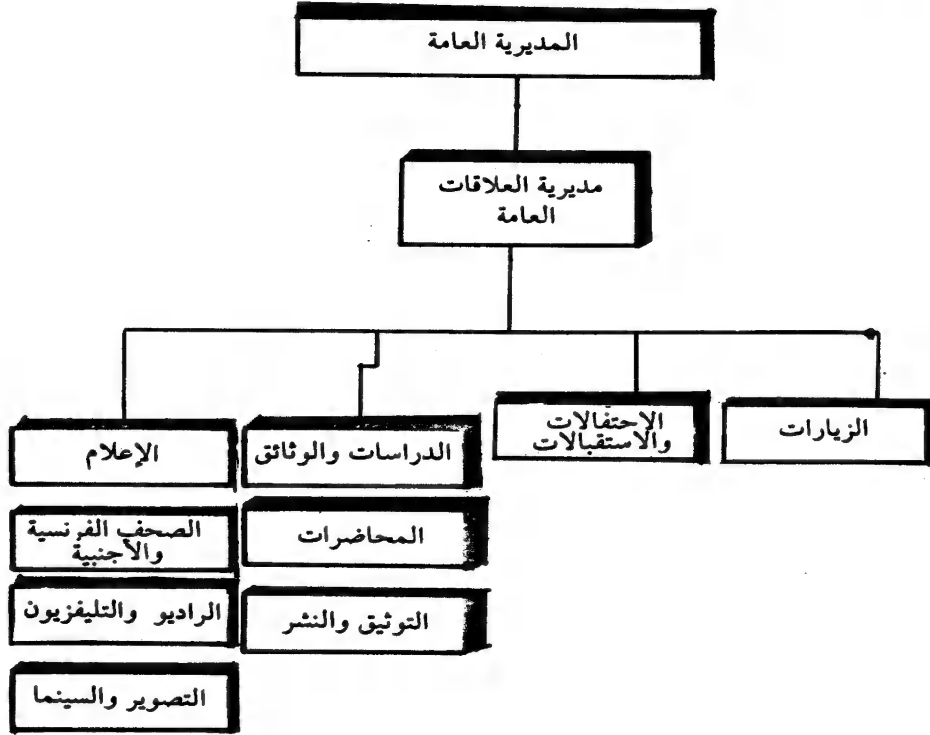 المديرية العامة
مديرية العلاقات
العامة
الزيارات
الإحتفالات
والاستقبالات
الدراسات والوثائق
الإعلام
المحاضرات
الصحف الفرنسية
والأجنبية
التوثيق والنشر
الراديو والتليفزيون
التصوير والسينما